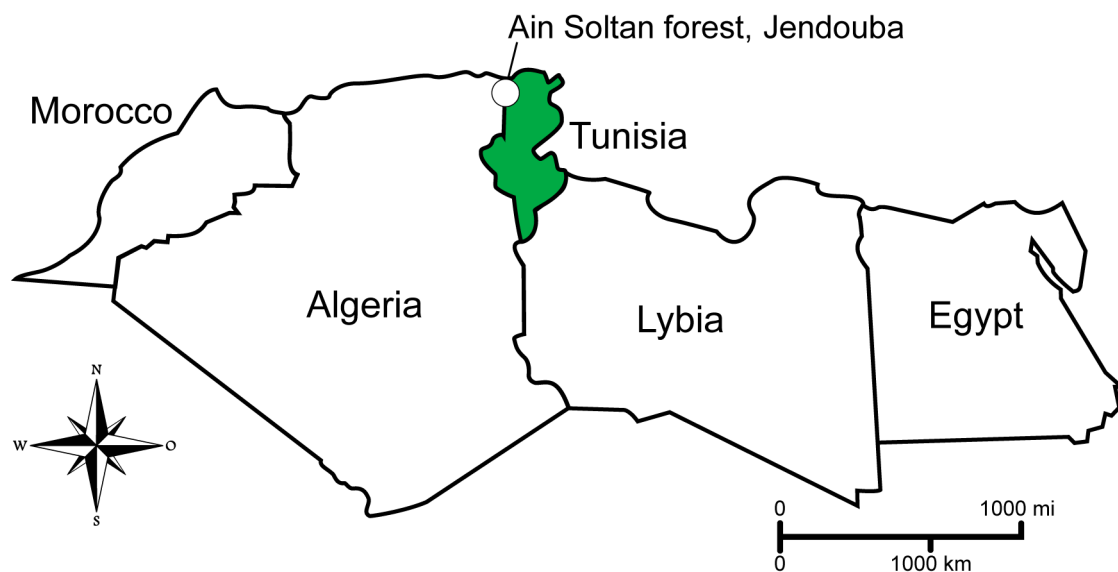 Ain Soltan forest, Jendouba
Morocco
Tunisia
Algeria
Lybia
Egypt
N
W
O
S
0
1000 mi
0
1000 km